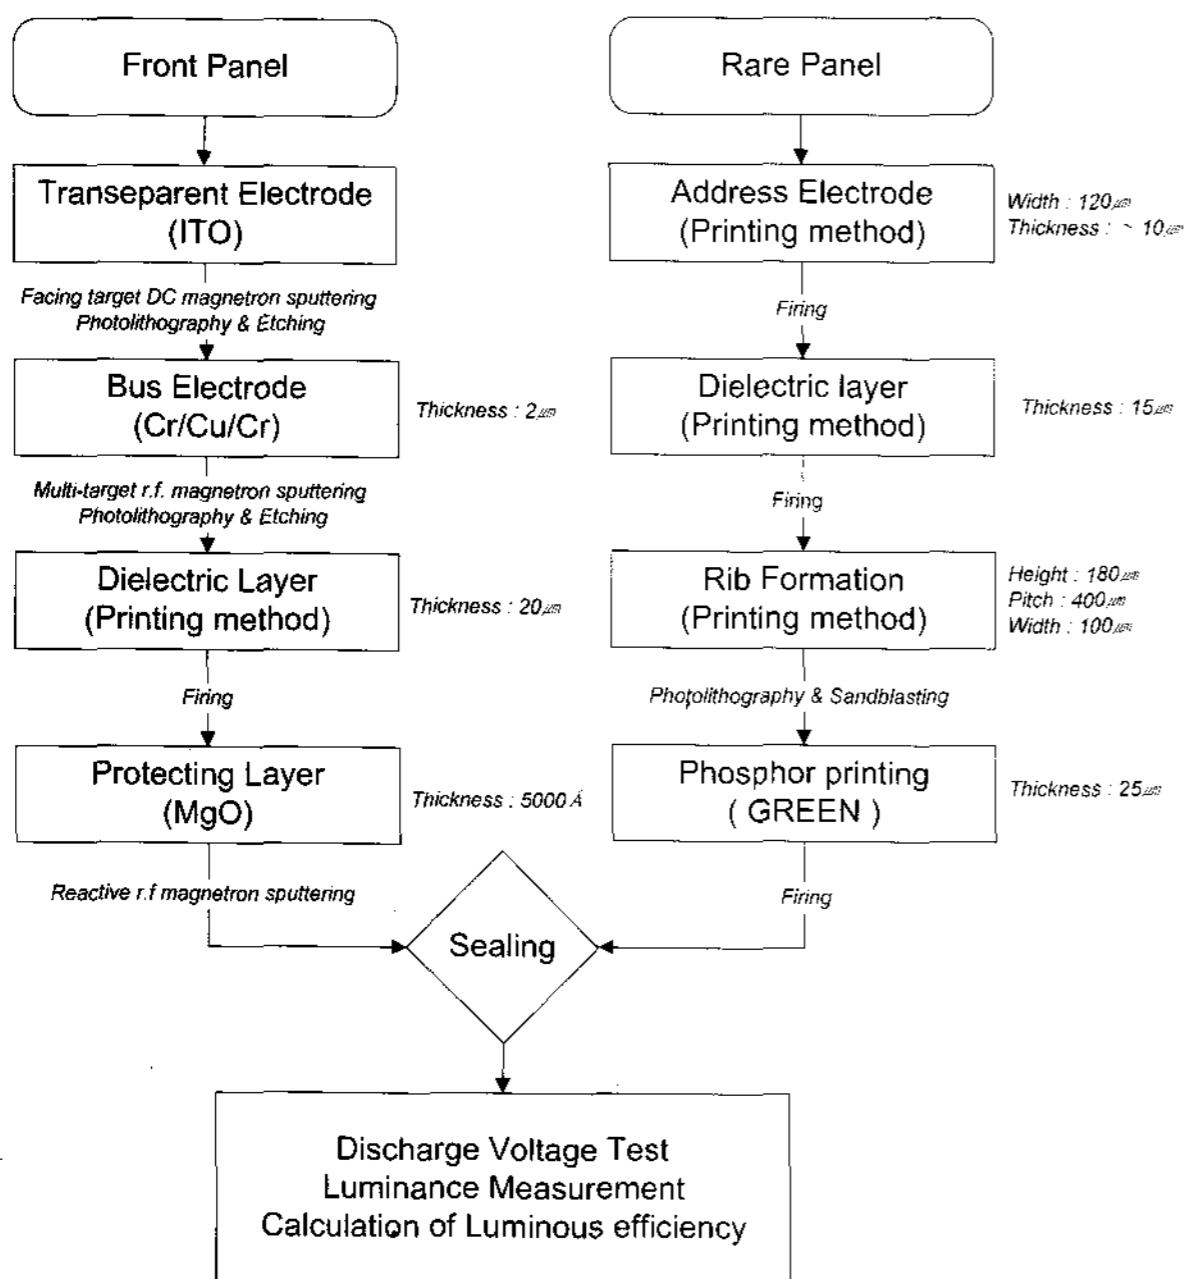 Front Panel
Transeparent Electrode
(ITO)
Facing target DC magnetron sputtering
Photolithography & Etching
Bus Electrode
(Cr/Cu/Cr)
Thickness : 2㎛
Multi-target r.f. magnetron sputtering
Photolithography & Etching
Dielectric Layer
(Printing method)
Thickness : 20㎛
Firing
Protecting Layer
(MgO)
Thickness : 5000 Å
Reactive r.f magnetron sputtering
Rare Panel
Address Electrode
(Printing method)
Width : 120㎛
Thickness : ~ 10㎛
Firing
Dielectric layer
(Printing method)
Thickness : 15㎛
Firing
Rib Formation
(Printing method)
Height : 180㎛
Pitch : 400㎛
Width : 100㎛
Photolithography & Sandblasting
Phosphor printing
( GREEN )
Thickness : 25㎛
Firing
Sealing
Discharge Voltage Test
Luminance Measurement
Calculation of Luminous efficiency